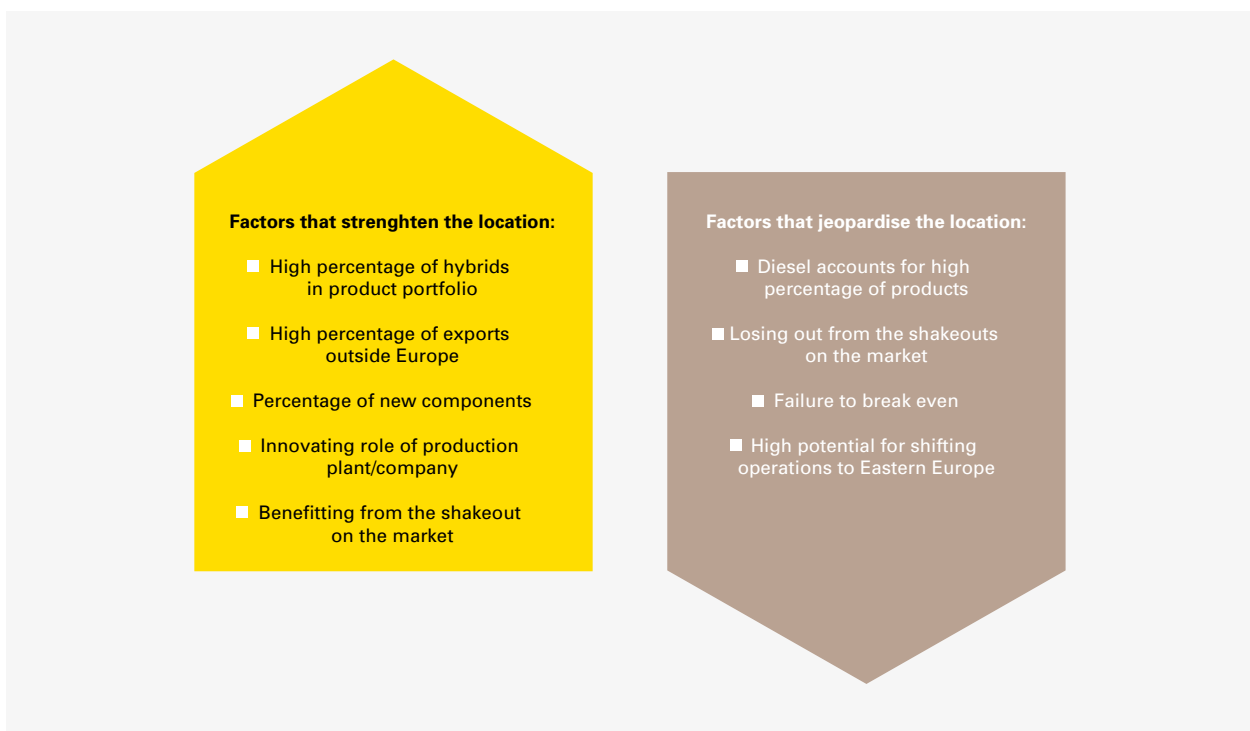 Factors that strenghten the location:
High percentage of hybrids
in product portfolio
High percentage of exports
outside Europe
Percentage of new components
Innovating role of production
plant/company
Benefitting from the shakeout
on the market
Factors that jeopardise the location:
Diesel accounts for high
percentage of products
Losing out from the shakeouts
on the market
Failure to break even
High potential for shifting
operations to Eastern Europe